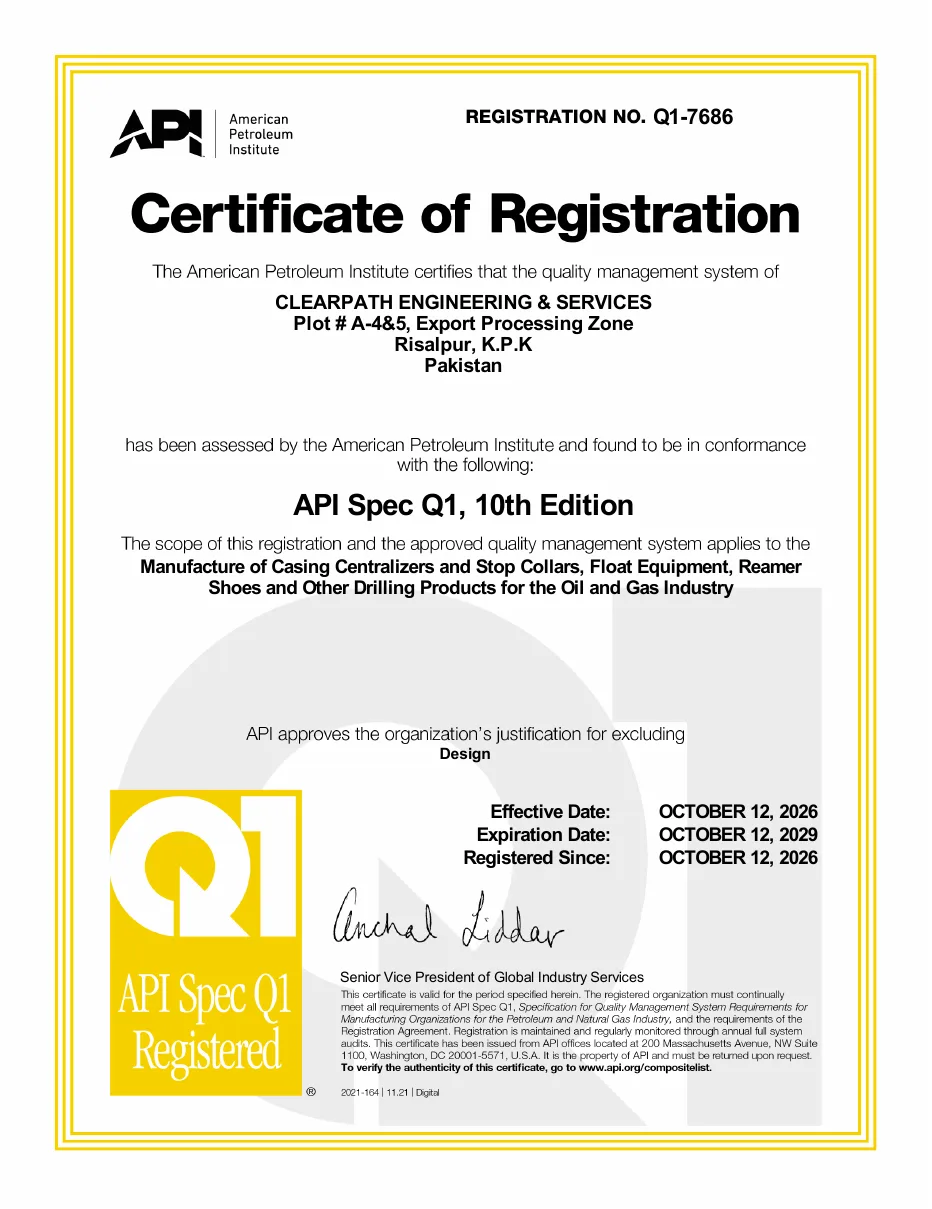 API
American
Petroleum
Institute
REGISTRATION NO. Q1-7686
Certificate of Registration
The American Petroleum Institute certifies that the quality management system of
CLEARPATH ENGINEERING & SERVICES
Plot # A-4&5, Export Processing Zone
Risalpur, K.P.K
Pakistan
has been assessed by the American Petroleum Institute and found to be in conformance
with the following:
API Spec Q1, 10th Edition
The scope of this registration and the approved quality management system applies to the
Manufacture of Casing Centralizers and Stop Collars, Float Equipment, Reamer
Shoes and Other Drilling Products for the Oil and Gas Industry
API approves the organization's justification for excluding
Design
Effective Date: OCTOBER 12, 2026
Expiration Date: OCTOBER 12, 2029
Registered Since: OCTOBER 12, 2026
Q1
API Spec Q1
Registered
®
Anchal Liddar
Senior Vice President of Global Industry Services
This certificate is valid for the period specified herein. The registered organization must continually
meet all requirements of API Spec Q1, Specification for Quality Management System Requirements for
Manufacturing Organizations for the Petroleum and Natural Gas Industry, and the requirements of the
Registration Agreement. Registration is maintained and regularly monitored through annual full system
audits. This certificate has been issued from API offices located at 200 Massachusetts Avenue, NW Suite
1100, Washington, DC 20001-5571, U.S.A. It is the property of API and must be returned upon request.
To verify the authenticity of this certificate, go to www.api.org/compositelist.
2021-164 | 11.21 | Digital